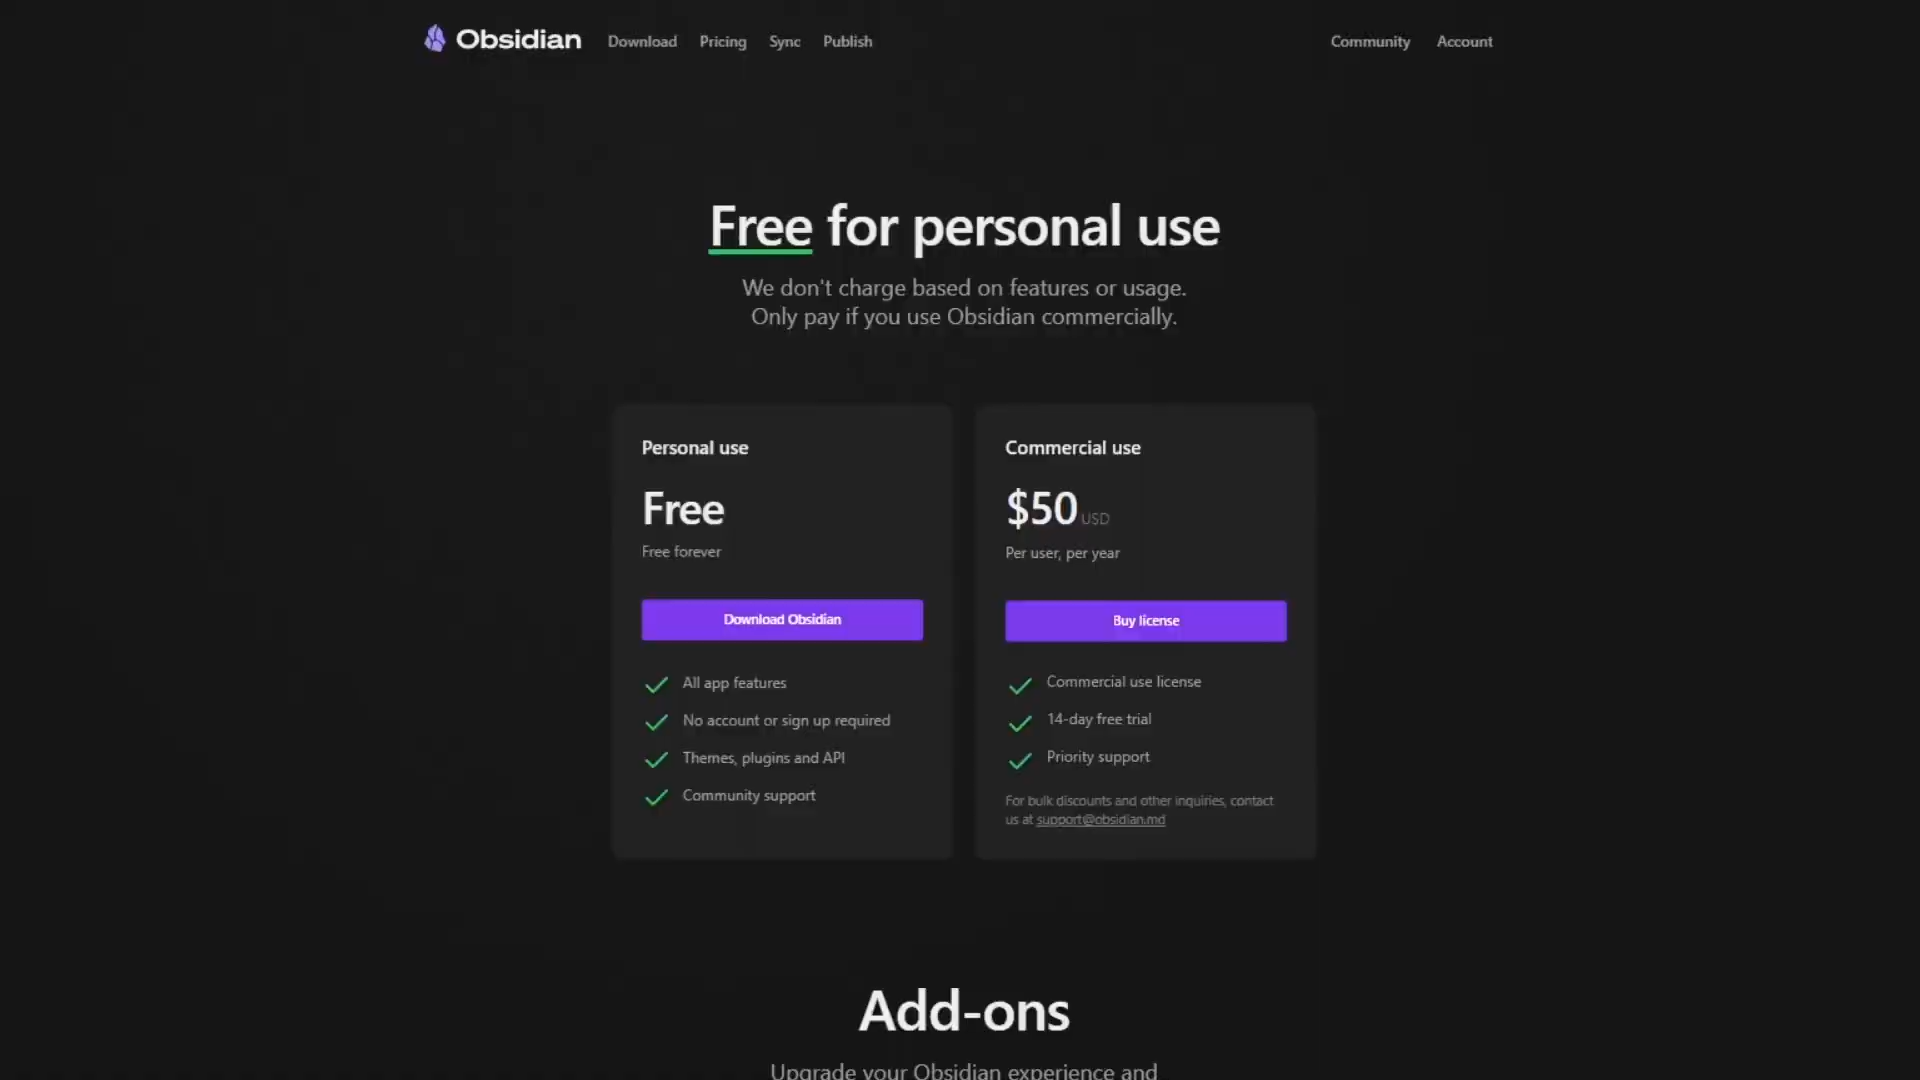 Obsidian Download Pricing Sync Publish Community Account
Free for personal use
We don't charge based on features or usage.
Only pay if you use Obsidian commercially.
Personal use
Free
Free forever
Download Obsidian
All app features
No account or sign up required
Themes, plugins and API
Community support
Commercial use
$50 USD
Per user, per year
Buy license
Commercial use license
14-day free trial
Priority support
For bulk discounts and other inquiries, contact
us at support@obsidian.md
Add-ons
Upgrade your Obsidian experience and